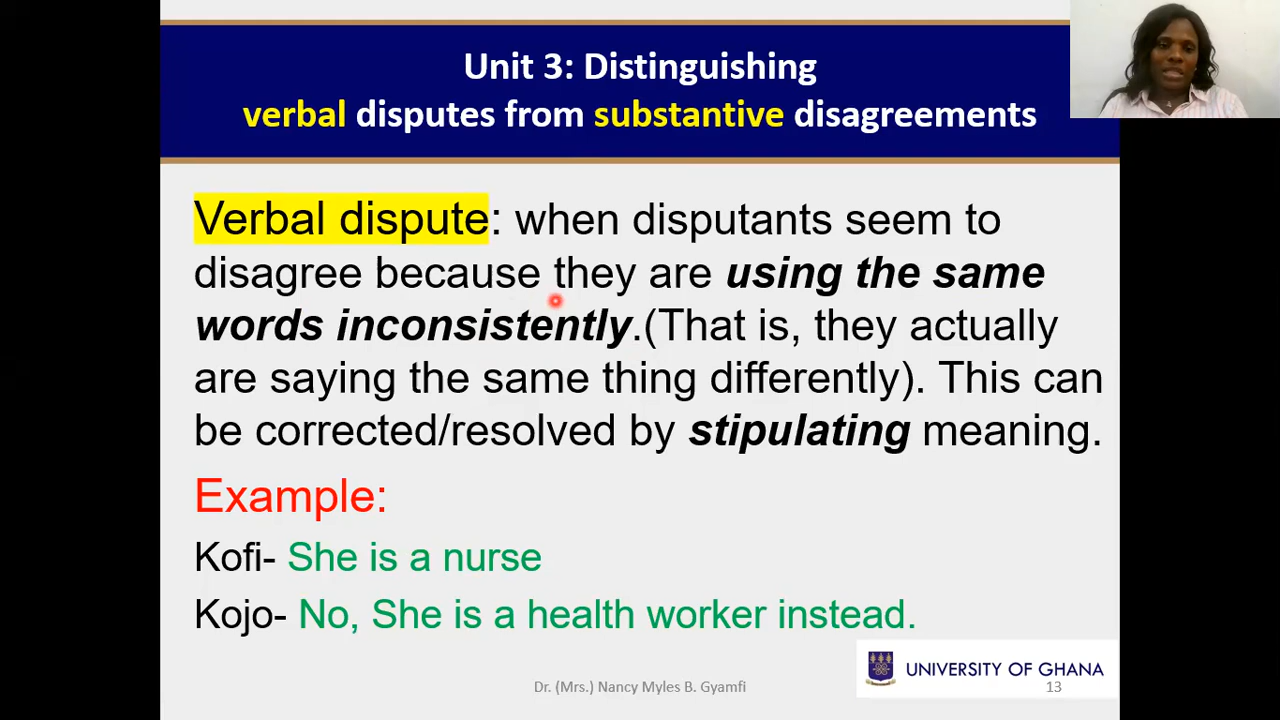 Unit 3: Distinguishing
verbal disputes from substantive disagreements
Verbal dispute: when disputants seem to
disagree because they are using the same
words inconsistently.(That is, they actually
are saying the same thing differently). This can
be corrected/resolved by stipulating meaning.
Example:
Kofi- She is a nurse
Kojo- No, She is a health worker instead.
UNIVERSITY OF GHANA
Dr. (Mrs.) Nancy Myles B. Gyamfi
13